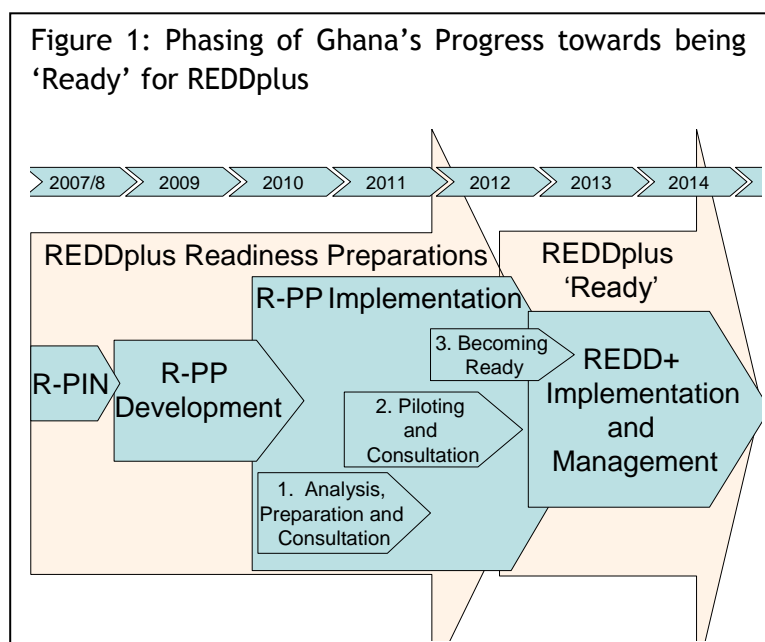 Figure 1: Phasing of Ghana's Progress towards being
‘Ready’ for REDDplus
2007/8 2009 2010 2011 2012 2013 2014
REDDplus Readiness Preparations
REDDplus
‘Ready’
R-PP Implementation
R-PIN
R-PP
Development
3. Becoming
Ready
2. Piloting
and
Consultation
1. Analysis,
Preparation and
Consultation
REDD+
Implementation
and
Management